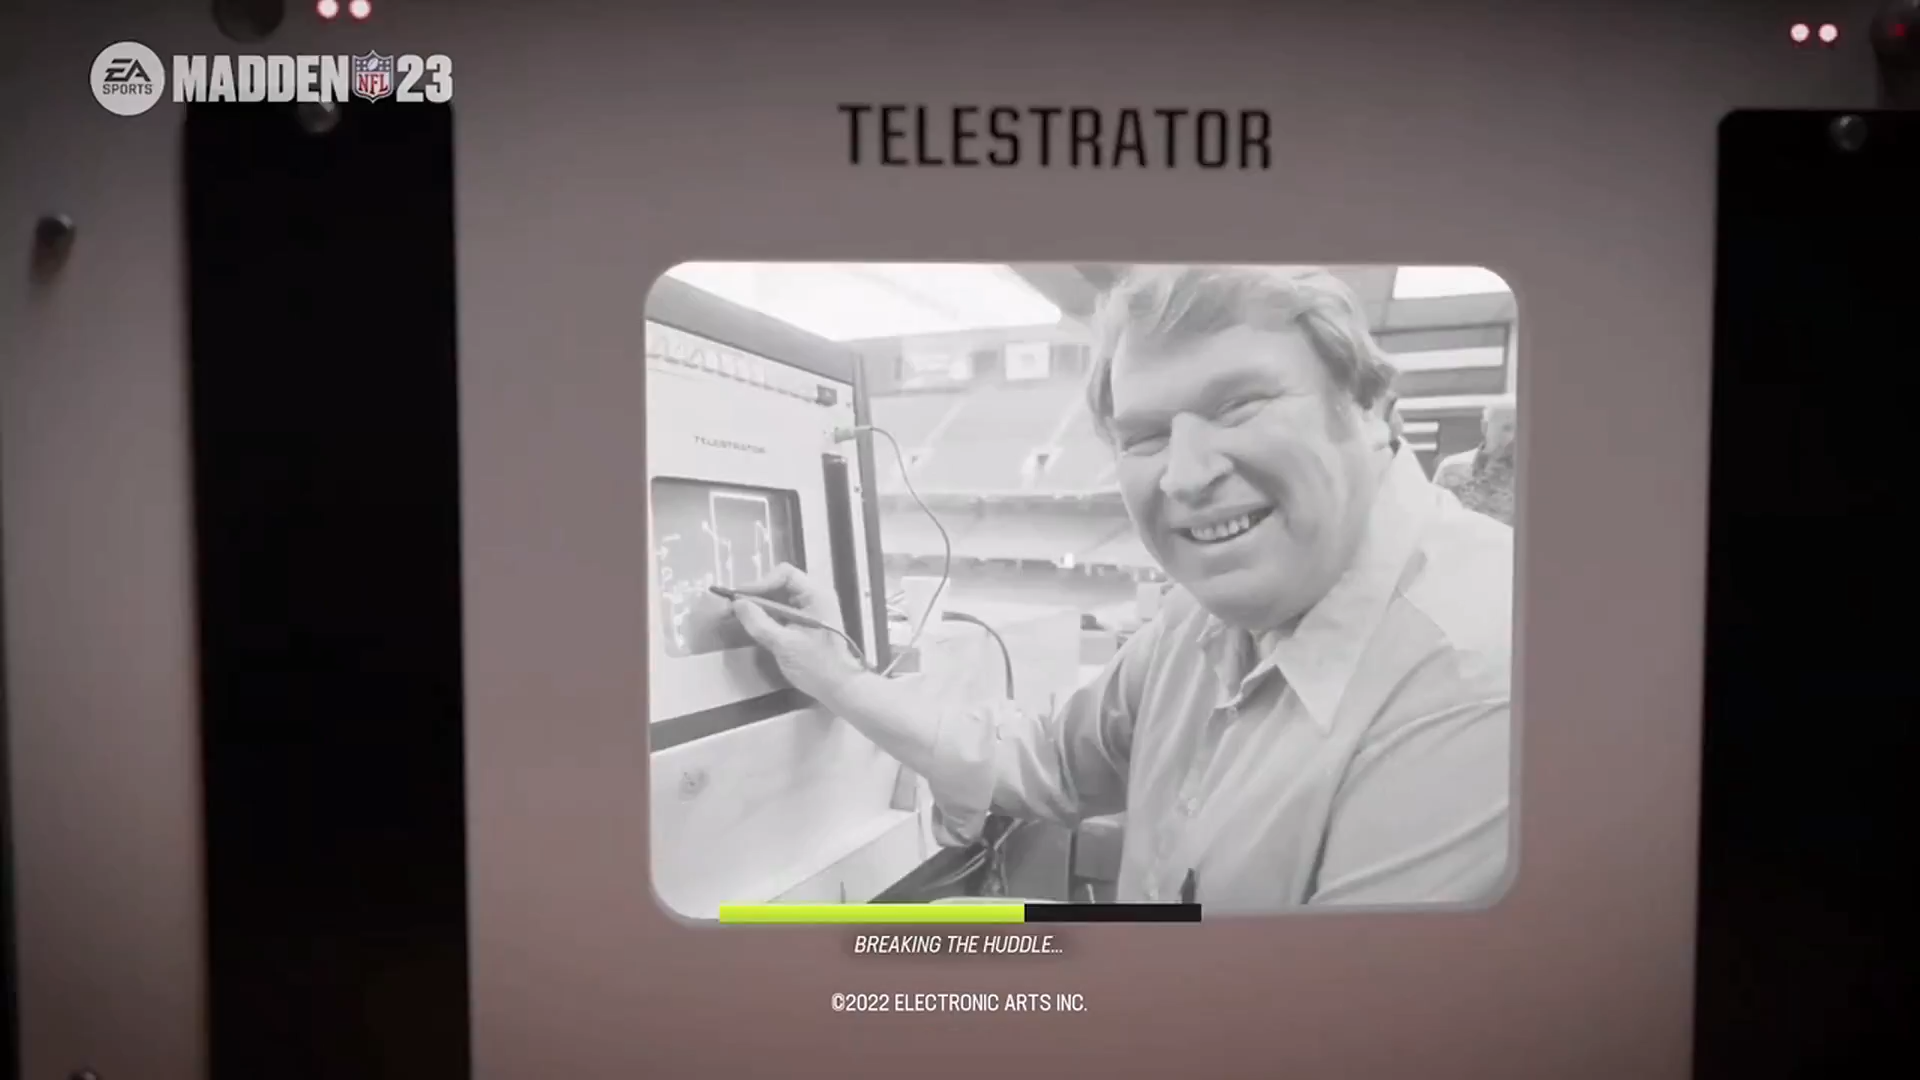 EA
SPORTS
MADDEN NFL 23
TELESTRATOR
TELESTRATOR
BREAKING THE HUDDLE...
©2022 ELECTRONIC ARTS INC.